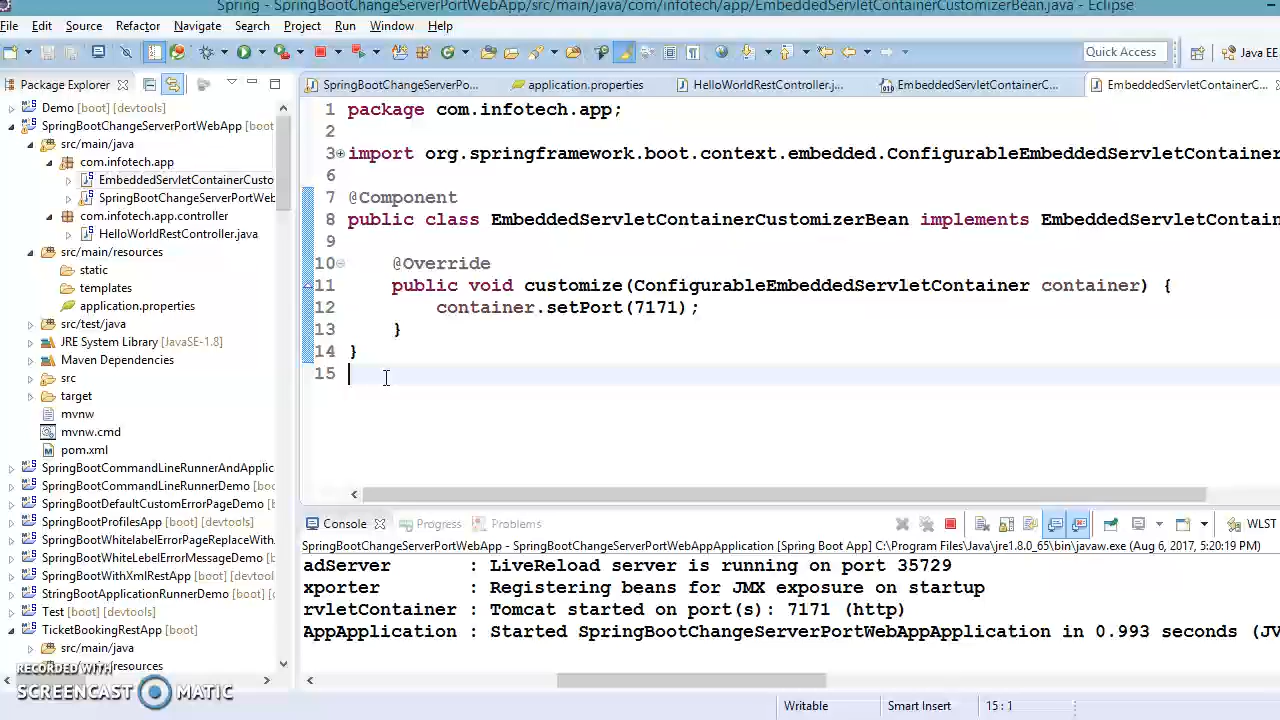 Spring - SpringBootChangeServerPortWebApp/src/main/java/com/infotech/app/EmbeddedServletContainerCustomizerBean.java - Eclipse
File Edit Source Refactor Navigate Search Project Run Window Help
Quick Access
Java EE
Package Explorer
SpringBootChangeServerPo... application.properties HelloWorldRestController.j... EmbeddedServletContainerC... EmbeddedServletContainerC...
Demo [boot] [devtools]
SpringBootChangeServerPortWebApp [boot
src/main/java
com.infotech.app
EmbeddedServletContainerCusto
SpringBootChangeServerPortWeb
com.infotech.app.controller
HelloWorldRestController.java
src/main/resources
static
templates
application.properties
src/test/java
JRE System Library [JavaSE-1.8]
Maven Dependencies
src
target
mvnw
mvnw.cmd
pom.xml
SpringBootCommandLineRunnerAndApplic
SpringBootCommandLineRunnerDemo [boot]
SpringBootDefaultCustomErrorPageDemo [b
SpringBootProfilesApp [boot] [devtools]
SpringBootWhitelabelErrorPageReplaceWith
SpringBootWhiteLebelErrorMessageDemo [b
SpringBootWithXmlRestApp [boot] [devtool
StringBootApplicationRunnerDemo [boot]
Test [boot] [devtools]
TicketBookingRestApp [boot]
src/main/java
src/main/resources
1 package com.infotech.app;
2
3 import org.springframework.boot.context.embedded.ConfigurableEmbeddedServletContainer
6
7 @Component
8 public class EmbeddedServletContainerCustomizerBean implements EmbeddedServletContai
9
10 @Override
11 public void customize(ConfigurableEmbeddedServletContainer container) {
12 container.setPort(7171);
13 }
14 }
15
Console Progress Problems
WLST
SpringBootChangeServerPortWebApp - SpringBootChangeServerPortWebAppApplication [Spring Boot App] C:\Program Files\Java\jre1.8.0_65\bin\javaw.exe (Aug 6, 2017, 5:20:19 PM)
adServer : LiveReload server is running on port 35729
xporter : Registering beans for JMX exposure on startup
rvletContainer : Tomcat started on port(s): 7171 (http)
AppApplication : Started SpringBootChangeServerPortWebAppApplication in 0.993 seconds (JV
Writable Smart Insert 15 : 1
RECORDED WITH
SCREENCAST MATIC